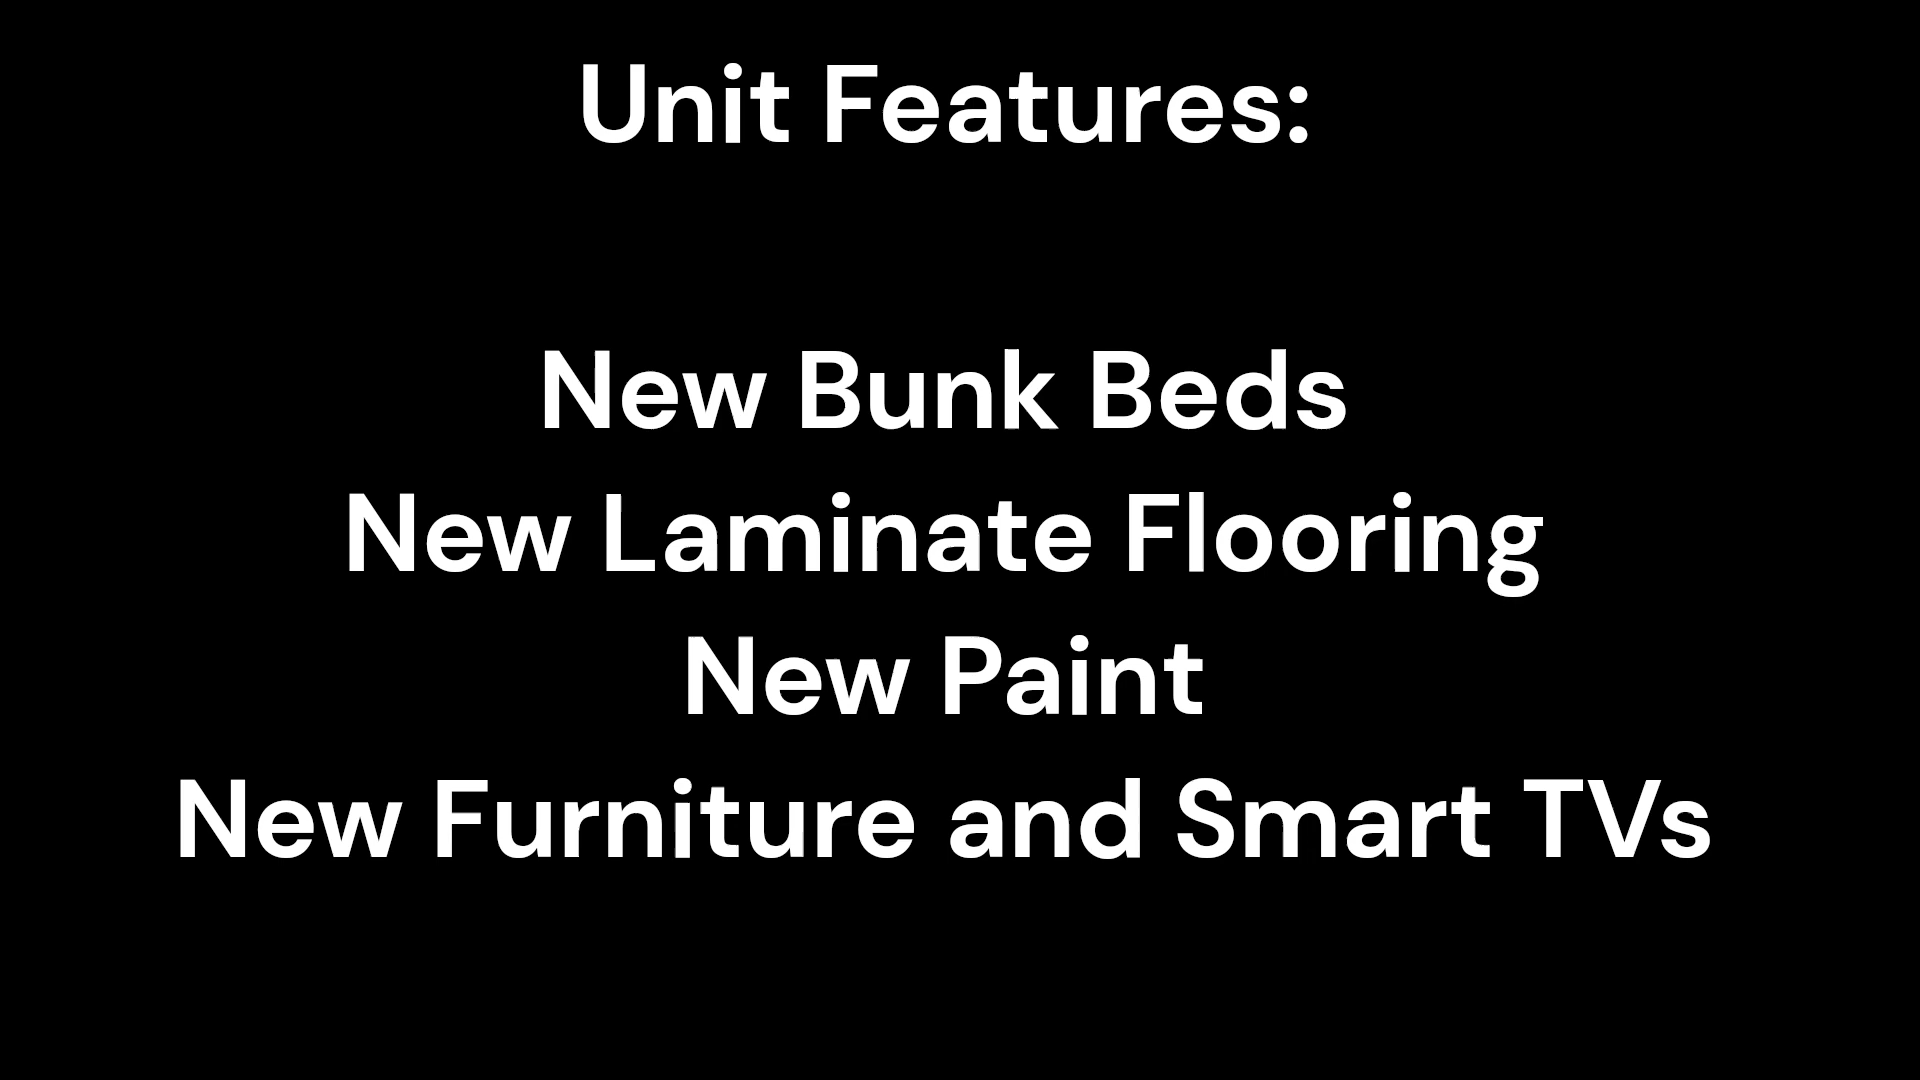 Unit Features:
New Bunk Beds
New Laminate Flooring
New Paint
New Furniture and Smart TVs